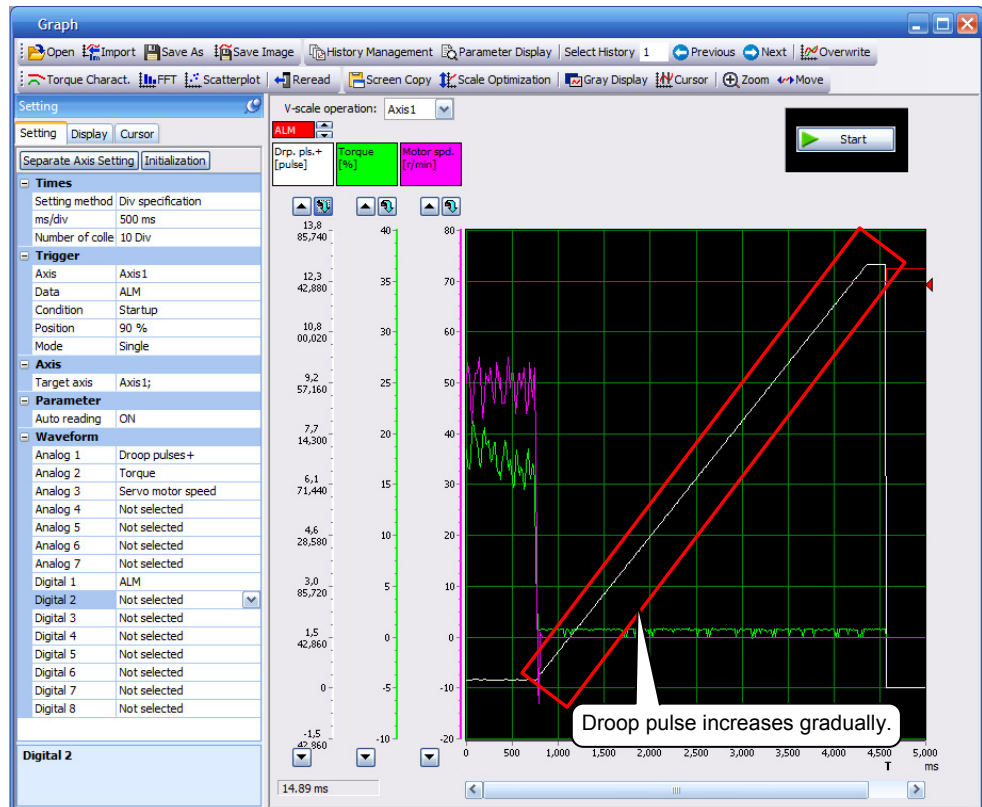 Graph
Open Import Save As Save Image History Management Parameter Display Select History 1 Previous Next Overwrite
Torque Charact. FFT Scatterplot Reread Screen Copy Scale Optimization Gray Display Cursor Zoom Move
Setting
Setting Display Cursor
Separate Axis Setting Initialization
Times
Setting method Div specification
ms/div 500 ms
Number of colle 10 Div
Trigger
Axis Axis1
Data ALM
Condition Startup
Position 90 %
Mode Single
Axis
Target axis Axis1;
Parameter
Auto reading ON
Waveform
Analog 1 Droop pulses+
Analog 2 Torque
Analog 3 Servo motor speed
Analog 4 Not selected
Analog 5 Not selected
Analog 6 Not selected
Analog 7 Not selected
Digital 1 ALM
Digital 2 Not selected
Digital 3 Not selected
Digital 4 Not selected
Digital 5 Not selected
Digital 6 Not selected
Digital 7 Not selected
Digital 8 Not selected
Digital 2
V-scale operation: Axis1
ALM
Drp. pls.+
[pulse]
Torque
[%]
Motor spd.
[r/min]
Start
13,8
85,740
12,3
42,880
10,8
00,020
9,2
57,160
7,7
14,300
6,1
71,440
4,6
28,580
3,0
85,720
1,5
42,860
0
-1,5
42,960
40
35
30
25
20
15
10
5
0
-5
-10
80
70
60
50
40
30
20
10
0
-10
-20
Droop pulse increases gradually.
0 500 1,000 1,500 2,000 2,500 3,000 3,500 4,000 4,500 5,000
T ms
14.89 ms